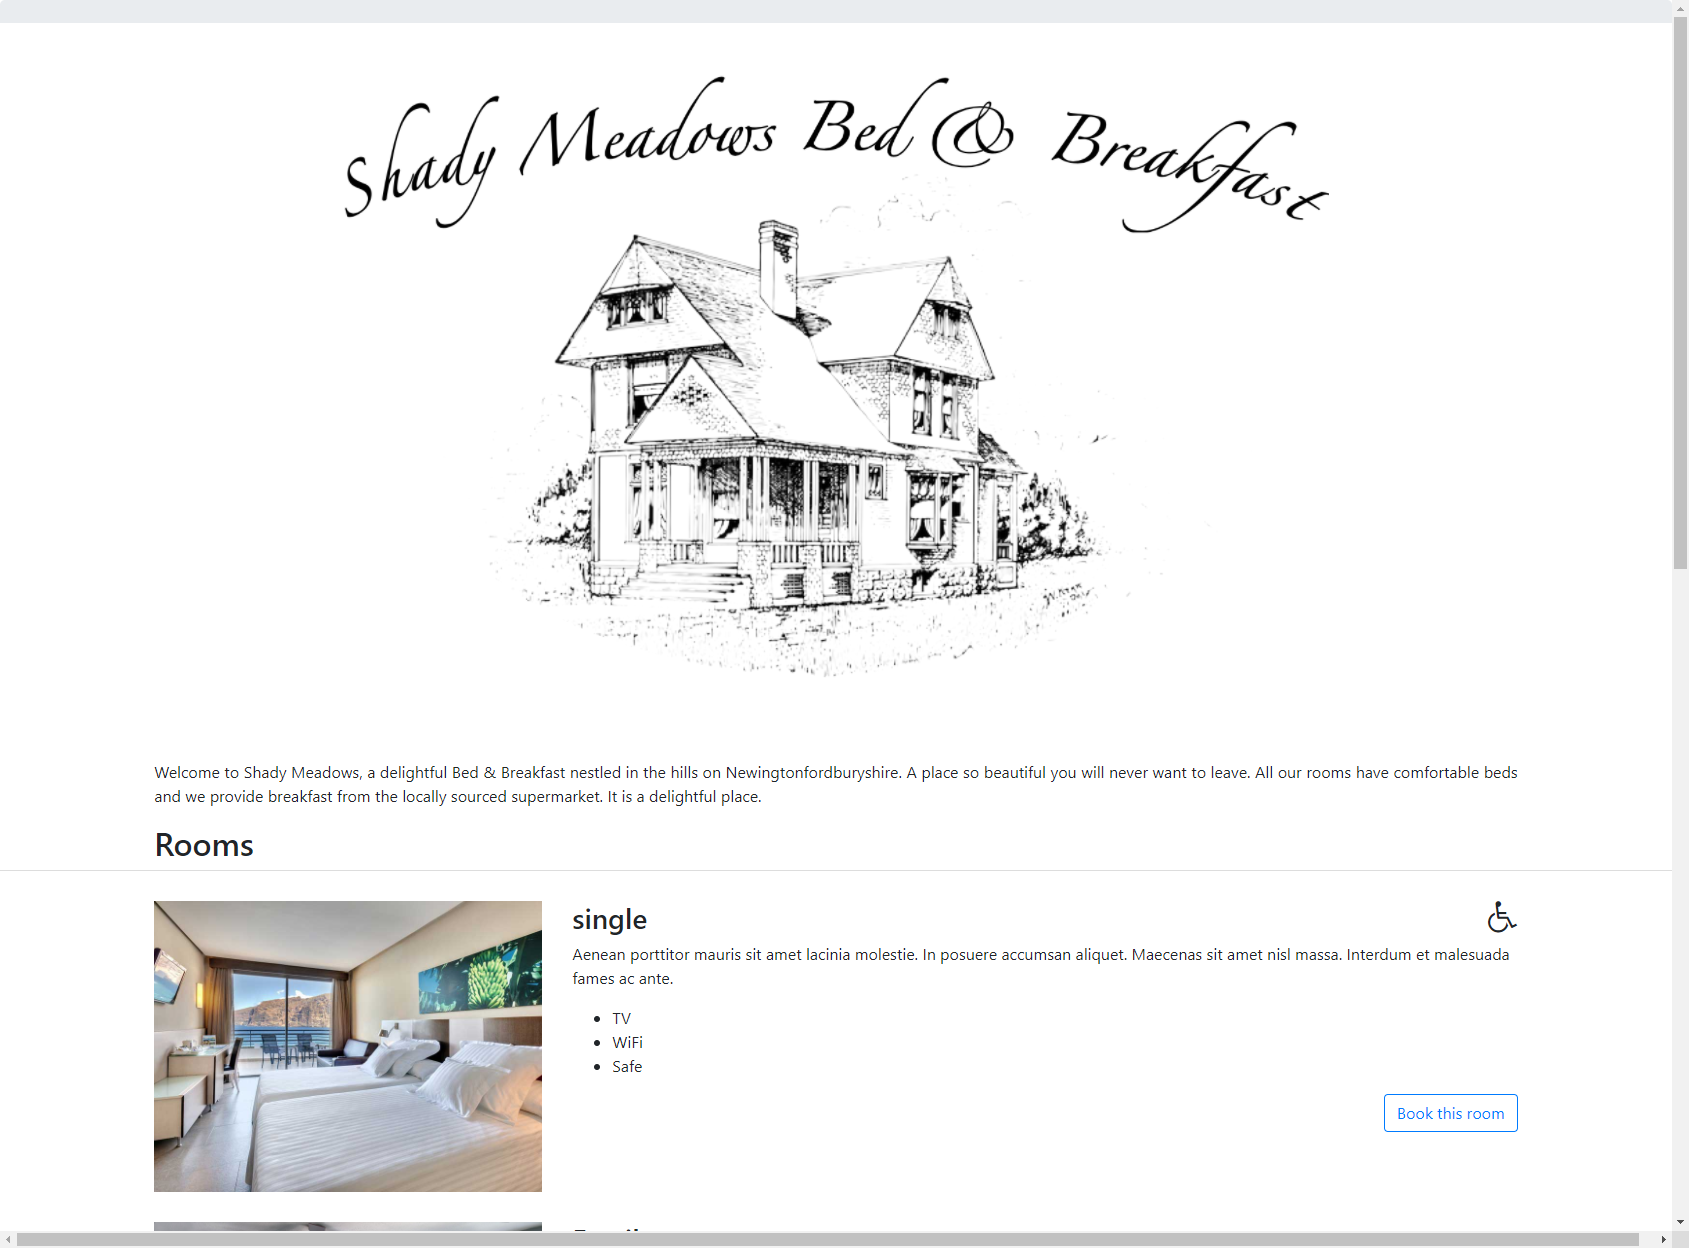 Shady Meadows Bed & Breakfast
Welcome to Shady Meadows, a delightful Bed & Breakfast nestled in the hills on Newingtonfordburyshire. A place so beautiful you will never want to leave. All our rooms have comfortable beds
and we provide breakfast from the locally sourced supermarket. It is a delightful place.
Rooms
single
Aenean porttitor mauris sit amet lacinia molestie. In posuere accumsan aliquet. Maecenas sit amet nisl massa. Interdum et malesuada
fames ac ante.
TV
WiFi
Safe
Book this room